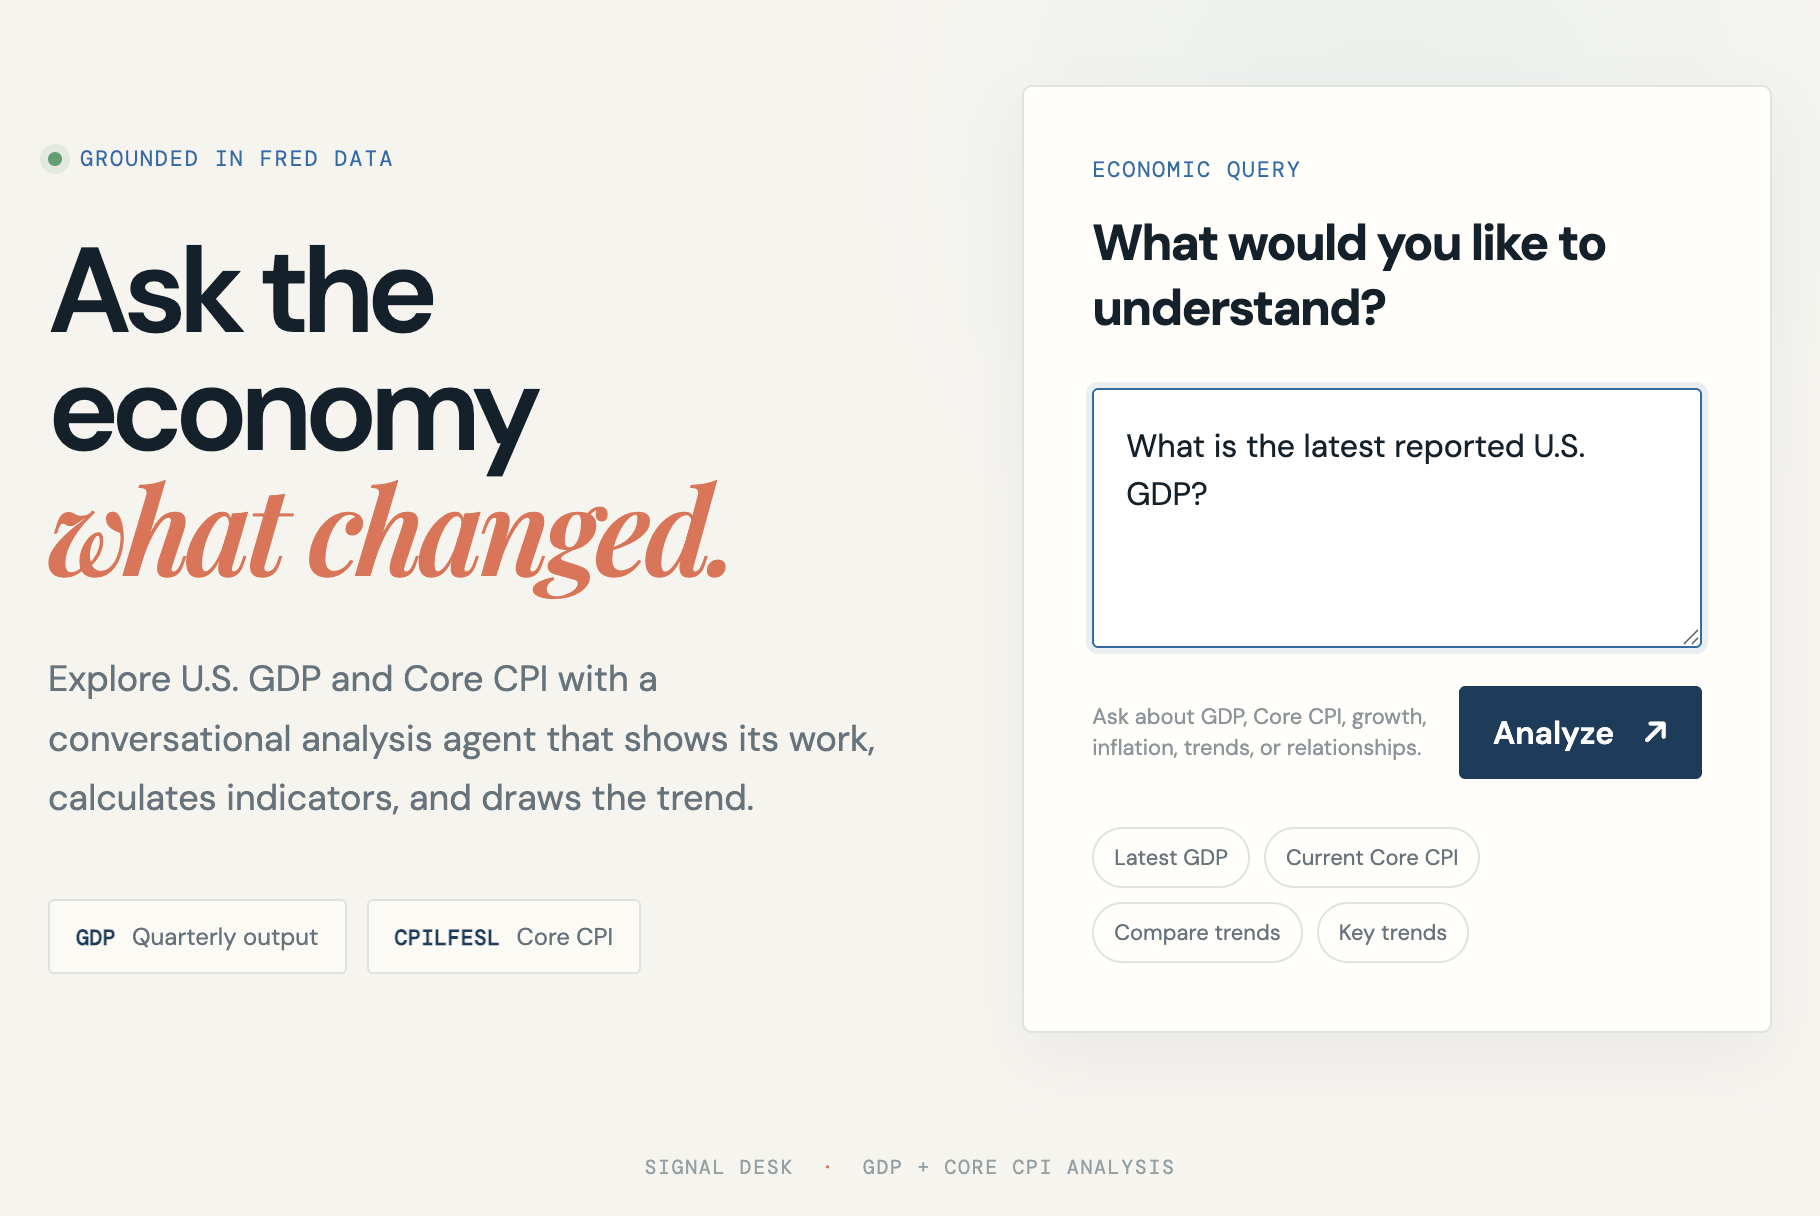 GROUNDED IN FRED DATA
Ask the
economy
what changed.
Explore U.S. GDP and Core CPI with a
conversational analysis agent that shows its work,
calculates indicators, and draws the trend.
GDP Quarterly output
CPILFESL Core CPI
ECONOMIC QUERY
What would you like to
understand?
What is the latest reported U.S.
GDP?
Ask about GDP, Core CPI, growth,
inflation, trends, or relationships.
Analyze ↗
Latest GDP
Current Core CPI
Compare trends
Key trends
SIGNAL DESK · GDP + CORE CPI ANALYSIS